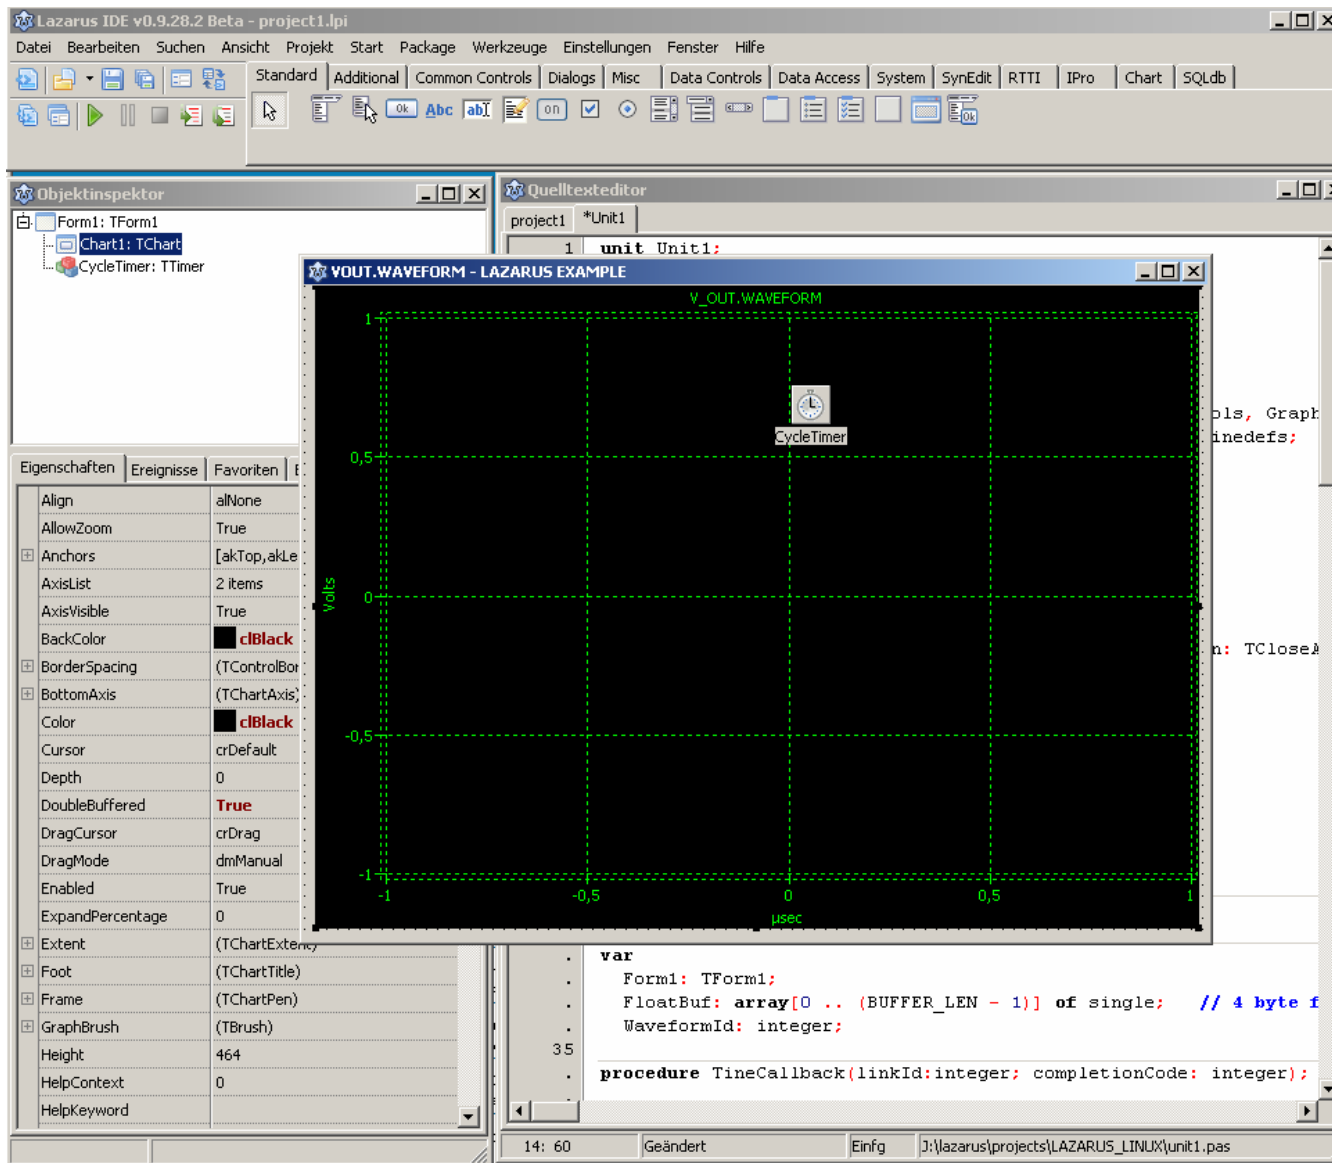 Lazarus IDE v0.9.28.2 Beta - project1.lpi
Datei Bearbeiten Suchen Ansicht Projekt Start Package Werkzeuge Einstellungen Fenster Hilfe
Standard Additional Common Controls Dialogs Misc Data Controls Data Access System SynEdit RTTI IPro Chart SQLdb
Ok Abc ab on Ok
Objektinspektor
Form1: TForm1
Chart1: TChart
CycleTimer: TTimer
Eigenschaften Ereignisse Favoriten
Align alNone
AllowZoom True
Anchors [akTop,akLe
AxisList 2 items
AxisVisible True
BackColor clBlack
BorderSpacing (TControlBor
BottomAxis (TChartAxis)
Color clBlack
Cursor crDefault
Depth 0
DoubleBuffered True
DragCursor crDrag
DragMode dmManual
Enabled True
ExpandPercentage 0
Extent (TChartExtent)
Foot (TChartTitle)
Frame (TChartPen)
GraphBrush (TBrush)
Height 464
HelpContext 0
HelpKeyword
Quelltexteditor
project1 *Unit1
1 unit Unit1;
ols, Graph
inedefs;
n: TCloseA
VOUT.WAVEFORM - LAZARUS EXAMPLE
V_OUT.WAVEFORM
1
CycleTimer
0,5
Volts
0
-0,5
-1
-1 -0,5 0 0,5 1
µsec
. var
. Form1: TForm1;
. FloatBuf: array[0 .. (BUFFER_LEN - 1)] of single; // 4 byte f
. WaveformId: integer;
35
. procedure TineCallback(linkId:integer; completionCode: integer);
14: 60 Geändert Einfg J:\lazarus\projects\LAZARUS_LINUX\unit1.pas